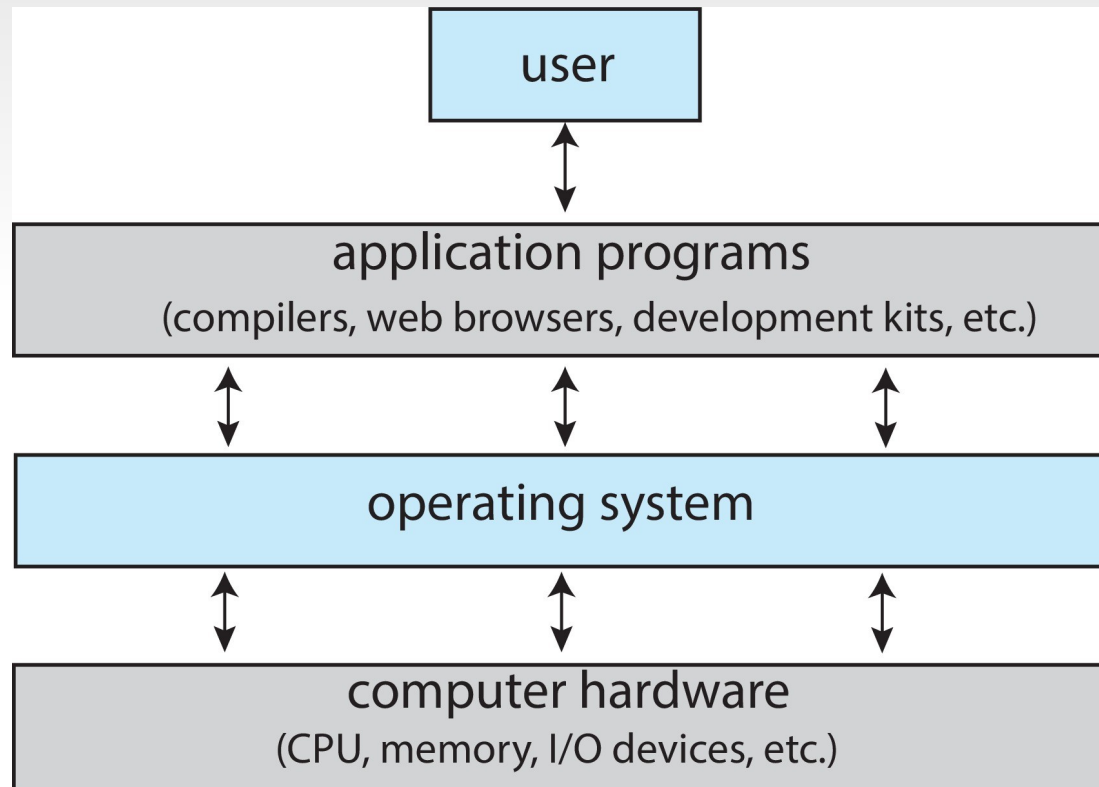 user
application programs
(compilers, web browsers, development kits, etc.)
operating system
computer hardware
(CPU, memory, I/O devices, etc.)